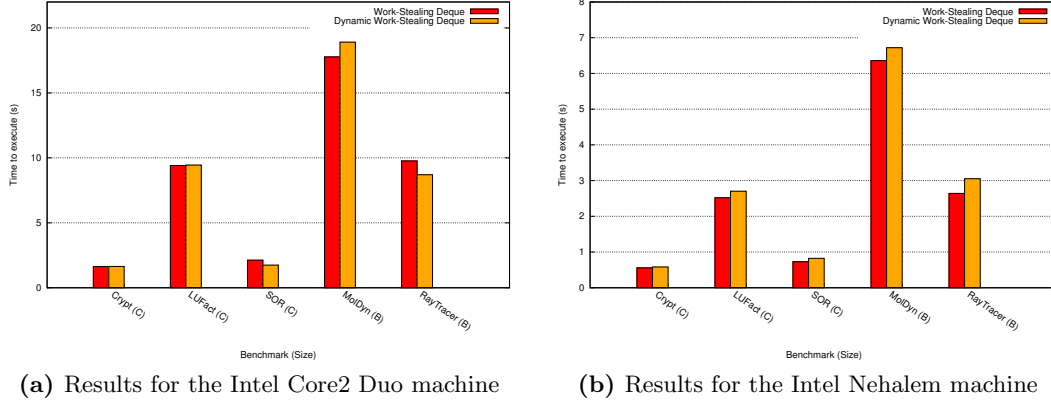 Work-Stealing Deque
Dynamic Work-Stealing Deque
20
15
10
5
0
Time to execute (s)
Crypt (C)
LUFact (C)
SOR (C)
MolDyn (B)
RayTracer (B)
Benchmark (Size)
(a) Results for the Intel Core2 Duo machine
Work-Stealing Deque
Dynamic Work-Stealing Deque
8
7
6
5
4
3
2
1
0
Time to execute (s)
Crypt (C)
LUFact (C)
SOR (C)
MolDyn (B)
RayTracer (B)
Benchmark (Size)
(b) Results for the Intel Nehalem machine